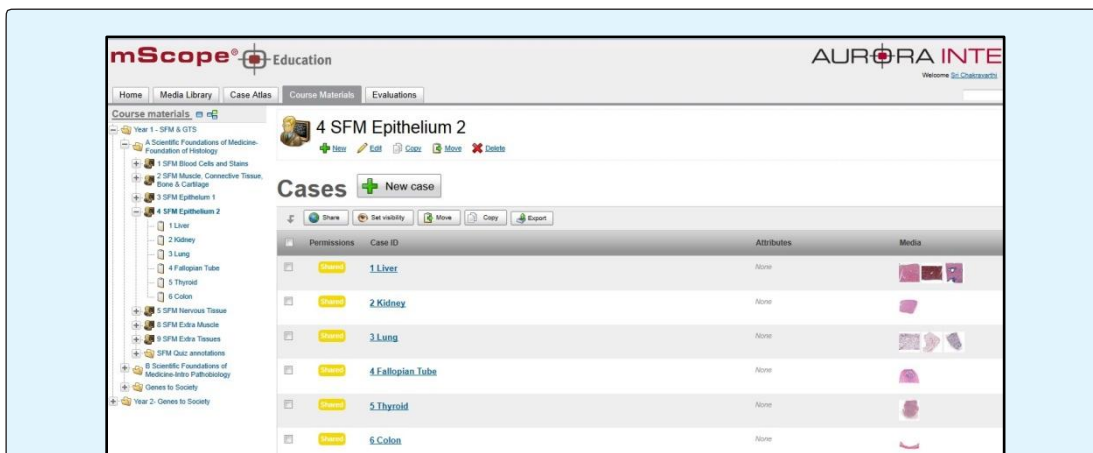 mScope® Education
AURORA INTE
Welcome Sri Chakravarthi
Home Media Library Case Atlas Course Materials Evaluations
Course materials
Year 1 - SFM & GTS
A Scientific Foundations of Medicine-
Foundation of Histology
1 SFM Blood Cells and Stains
2 SFM Muscle, Connective Tissue,
Bone & Cartilage
3 SFM Epithelium 1
4 SFM Epithelium 2
1 Liver
2 Kidney
3 Lung
4 Fallopian Tube
5 Thyroid
6 Colon
5 SFM Nervous Tissue
8 SFM Extra Muscle
9 SFM Extra Tissues
SFM Quiz annotations
B Scientific Foundations of
Medicine-Intro Pathobiology
Genes to Society
Year 2- Genes to Society
4 SFM Epithelium 2
New Edit Copy Move Delete
Cases New case
Share Set visibility Move Copy Export
Permissions Case ID Attributes Media
Shared 1 Liver None
Shared 2 Kidney None
Shared 3 Lung None
Shared 4 Fallopian Tube None
Shared 5 Thyroid None
Shared 6 Colon None